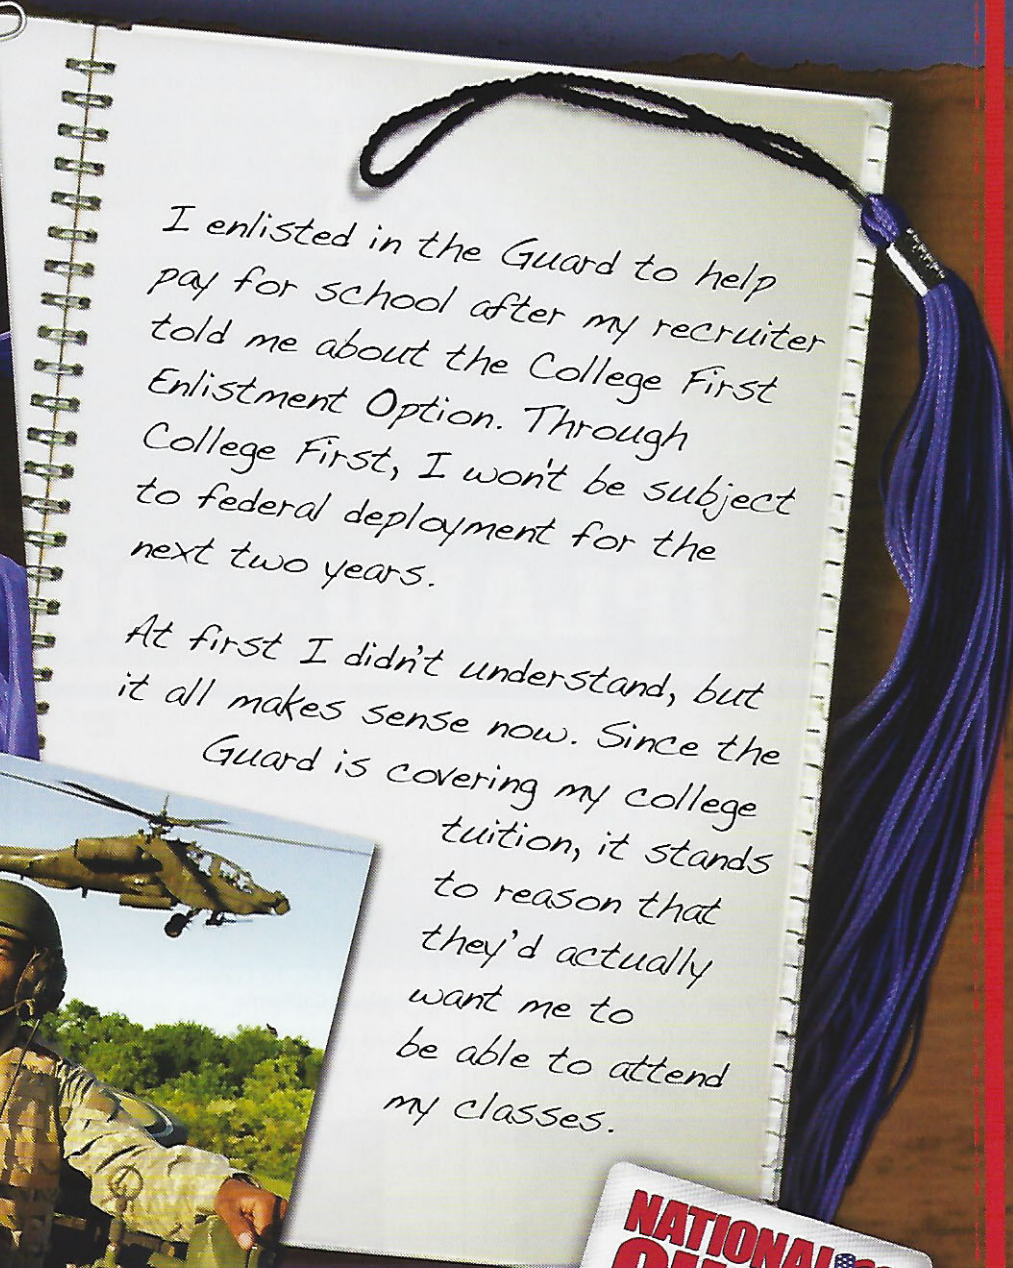 I enlisted in the Guard to help
pay for school after my recruiter
told me about the College First
Enlistment Option. Through
College First, I won't be subject
to federal deployment for the
next two years.
At first I didn't understand, but
it all makes sense now. Since the
Guard is covering my college
tuition, it stands
to reason that
they'd actually
want me to
be able to attend
my classes.
NATIONAL